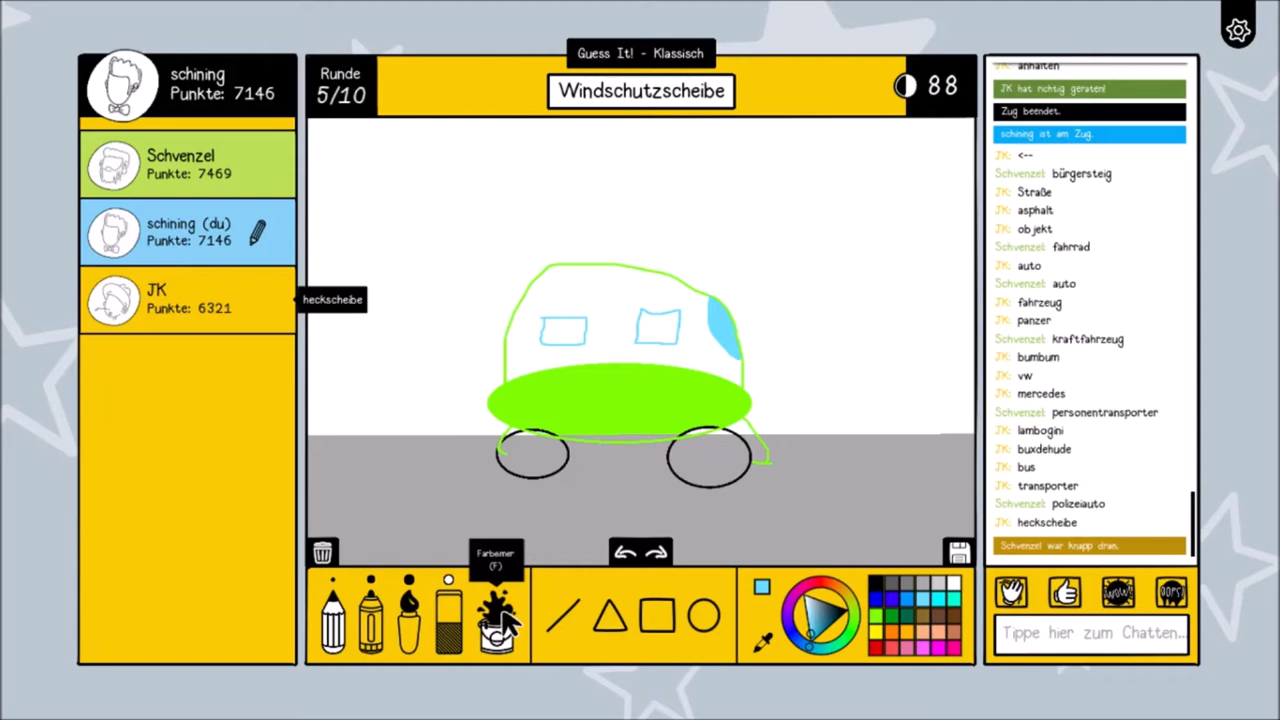 Guess It! - Klassisch
schining
Punkte: 7146
Runde
5/10
Windschutzscheibe
88
Schvenzel
Punkte: 7469
schining (du)
Punkte: 7146
JK
Punkte: 6321
heckscheibe
Farbeimer
(F)
JK: anhalten
JK hat richtig geraten!
Zug beendet.
schining ist am Zug.
JK: <--
Schvenzel: bürgersteig
JK: Straße
JK: asphalt
JK: objekt
Schvenzel: fahrrad
JK: auto
Schvenzel: auto
JK: fahrzeug
JK: panzer
Schvenzel: kraftfahrzeug
JK: bumbum
JK: vw
JK: mercedes
Schvenzel: personentransporter
JK: lambogini
JK: buxdehude
JK: bus
JK: transporter
Schvenzel: polizeiauto
JK: heckscheibe
Schvenzel war knapp dran.
WOW!
OOPS!
Tippe hier zum Chatten...